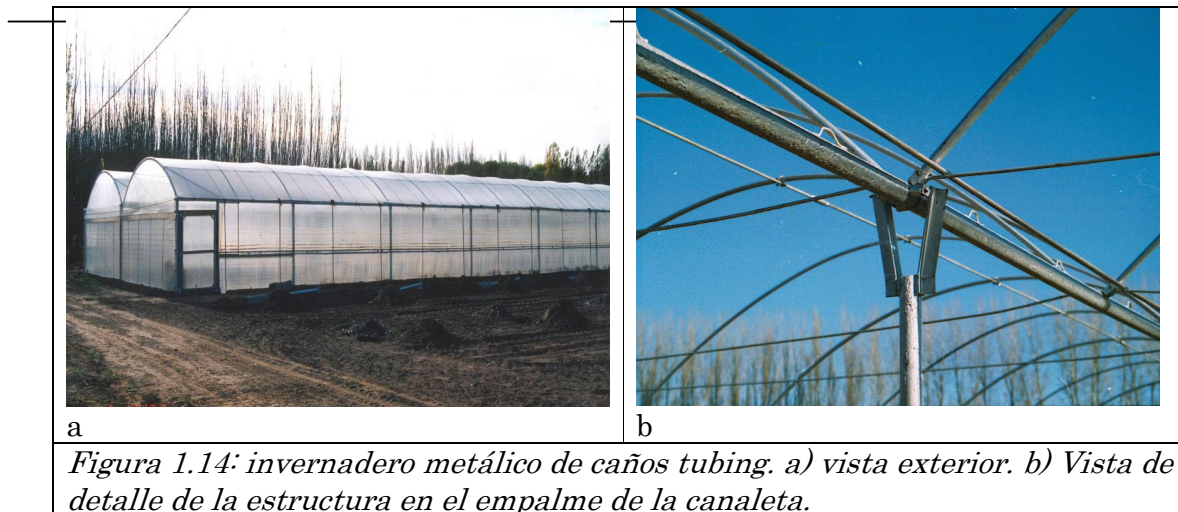 a
b
Figura 1.14: invernadero metálico de caños tubing. a) vista exterior. b) Vista de
detalle de la estructura en el empalme de la canaleta.